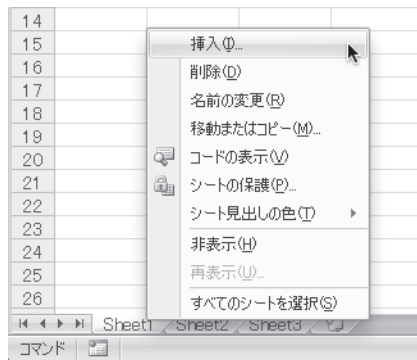 14
15
16
17
18
19
20
21
22
23
24
25
26
挿入(I)...
削除(D)
名前の変更(R)
移動またはコピー(M)...
コードの表示(V)
シートの保護(P)...
シート見出しの色(T)
非表示(H)
再表示(U)...
すべてのシートを選択(S)
Sheet1 Sheet2 Sheet3
コマンド